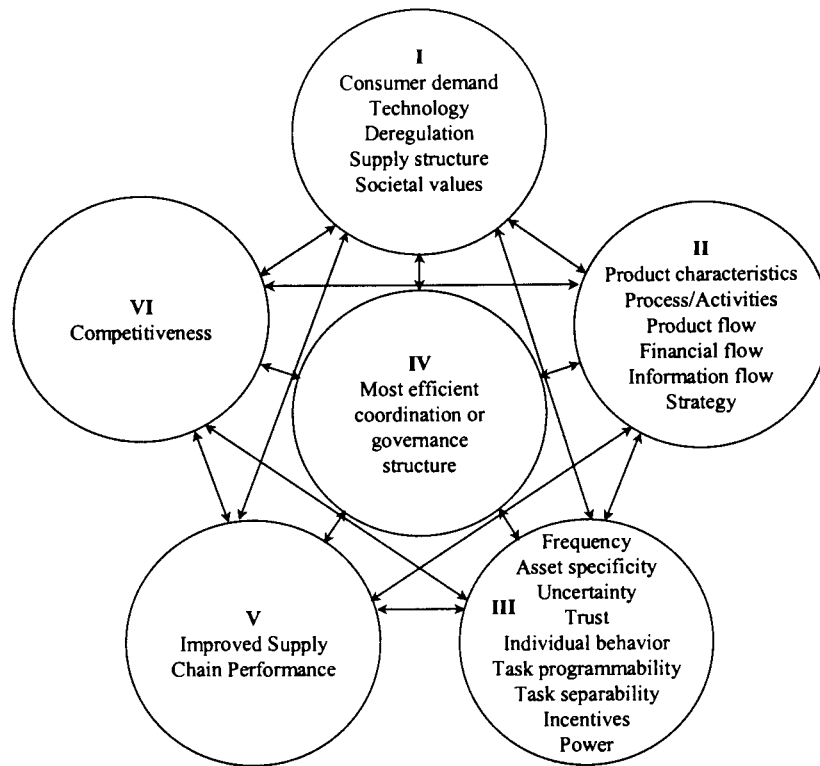 I
Consumer demand
Technology
Deregulation
Supply structure
Societal values
II
Product characteristics
Process/Activities
Product flow
Financial flow
Information flow
Strategy
VI
Competitiveness
IV
Most efficient
coordination or
governance
structure
V
Improved Supply
Chain Performance
III
Frequency
Asset specificity
Uncertainty
Trust
Individual behavior
Task programmability
Task separability
Incentives
Power